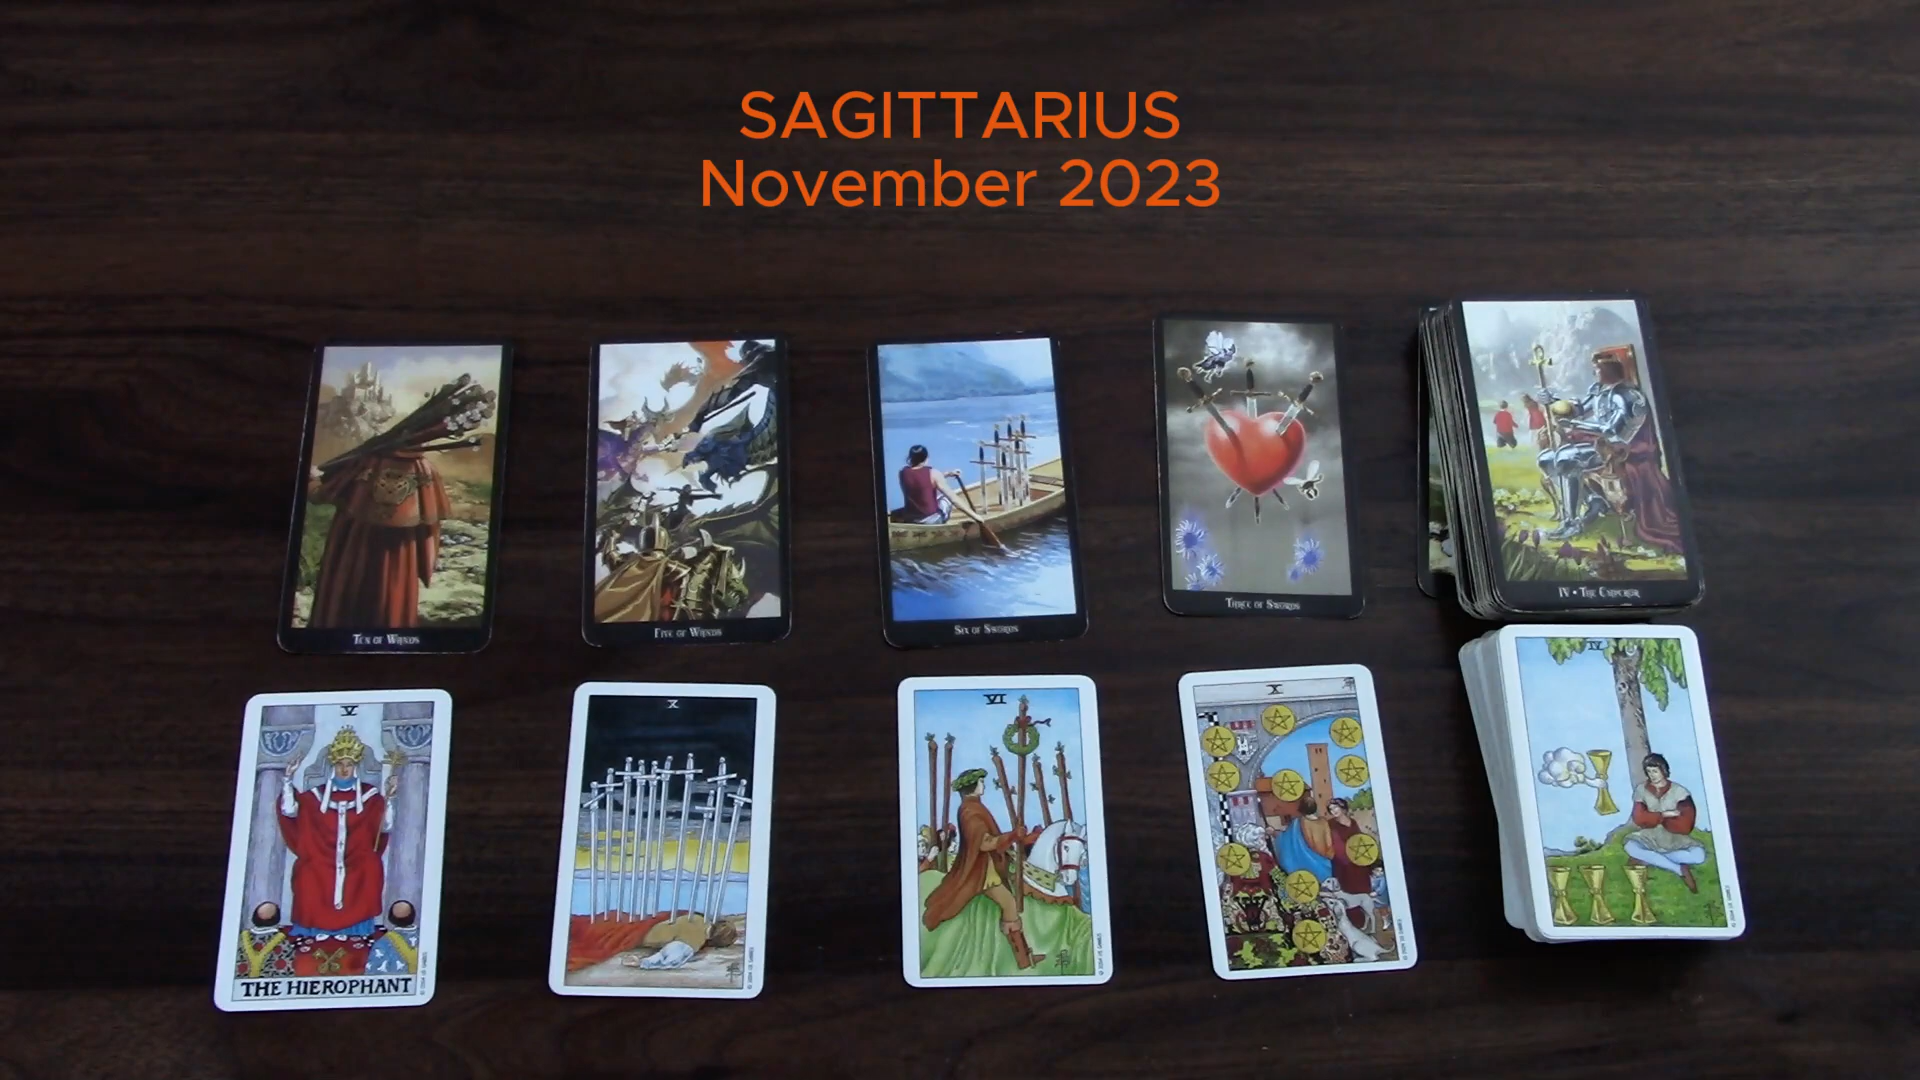 SAGITTARIUS
November 2023
TEN OF WANDS
FIVE OF WANDS
SIX OF SWORDS
THREE OF SWORDS
IV • THE EMPEROR
V
X
VI
X
IV
THE HIEROPHANT